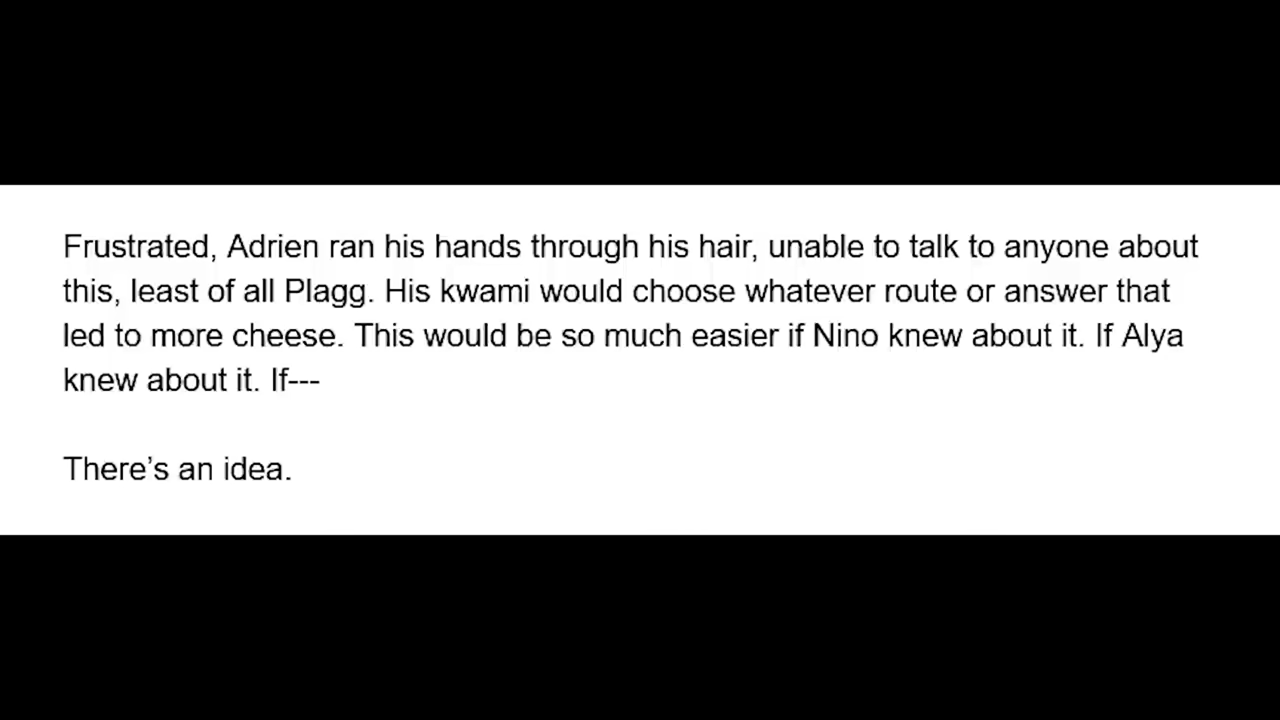 Frustrated, Adrien ran his hands through his hair, unable to talk to anyone about
this, least of all Plagg. His kwami would choose whatever route or answer that
led to more cheese. This would be so much easier if Nino knew about it. If Alya
knew about it. If---
There’s an idea.